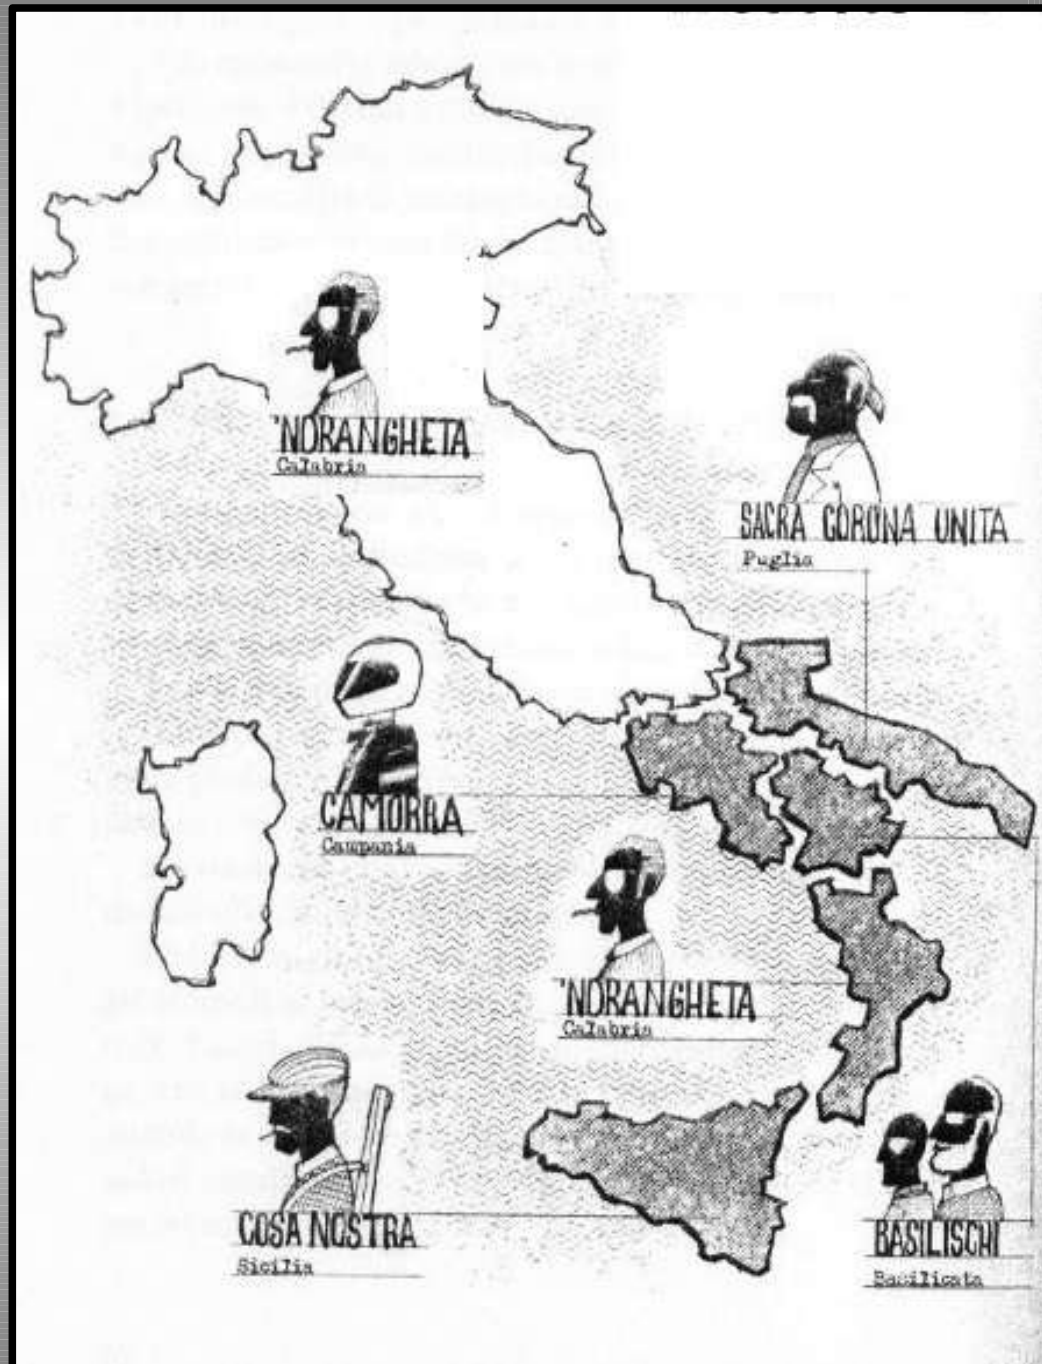 'NDRANGHETA
Calabria
SACRA CORONA UNITA
Puglia
CAMORRA
Campania
'NDRANGHETA
Calabria
COSA NOSTRA
Sicilia
BASILISCHI
Basilicata